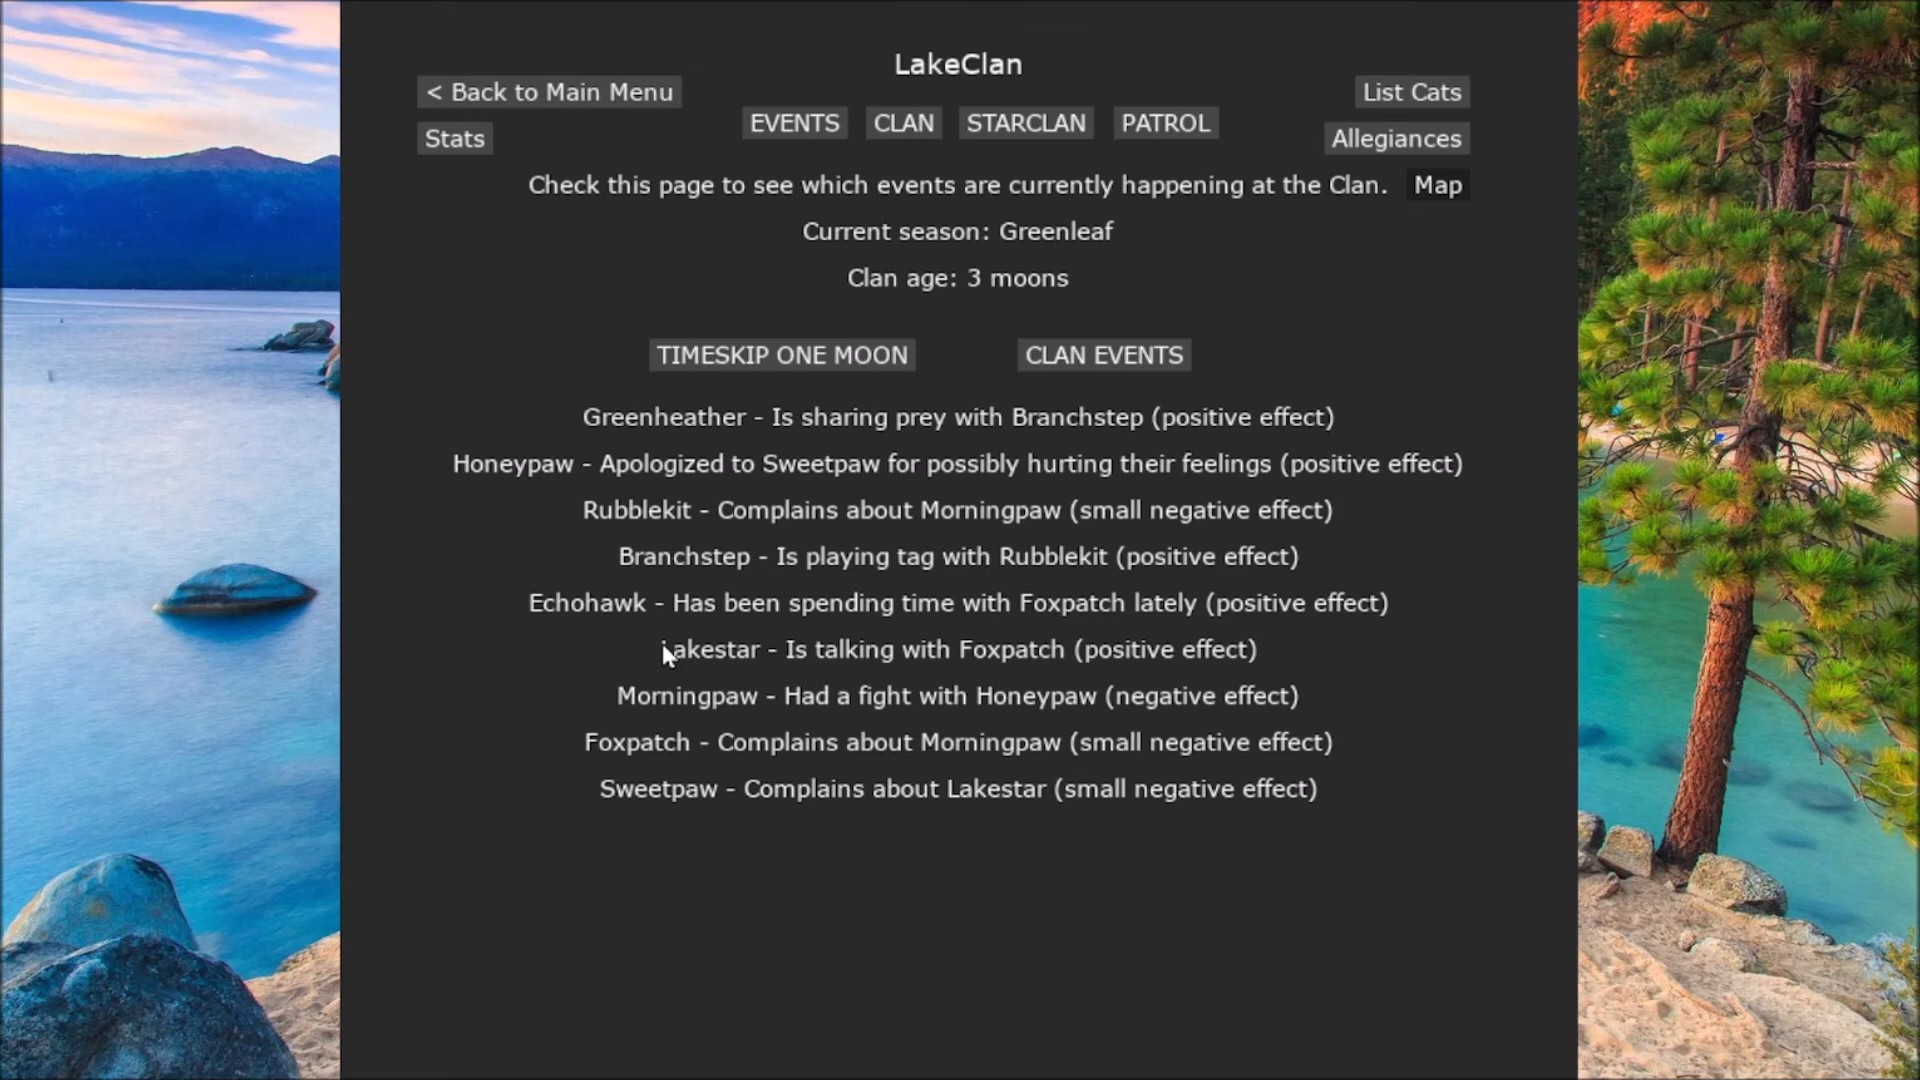 LakeClan
< Back to Main Menu
List Cats
EVENTS CLAN STARCLAN PATROL
Stats
Allegiances
Check this page to see which events are currently happening at the Clan. Map
Current season: Greenleaf
Clan age: 3 moons
TIMESKIP ONE MOON CLAN EVENTS
Greenheather - Is sharing prey with Branchstep (positive effect)
Honeypaw - Apologized to Sweetpaw for possibly hurting their feelings (positive effect)
Rubblekit - Complains about Morningpaw (small negative effect)
Branchstep - Is playing tag with Rubblekit (positive effect)
Echohawk - Has been spending time with Foxpatch lately (positive effect)
Lakestar - Is talking with Foxpatch (positive effect)
Morningpaw - Had a fight with Honeypaw (negative effect)
Foxpatch - Complains about Morningpaw (small negative effect)
Sweetpaw - Complains about Lakestar (small negative effect)